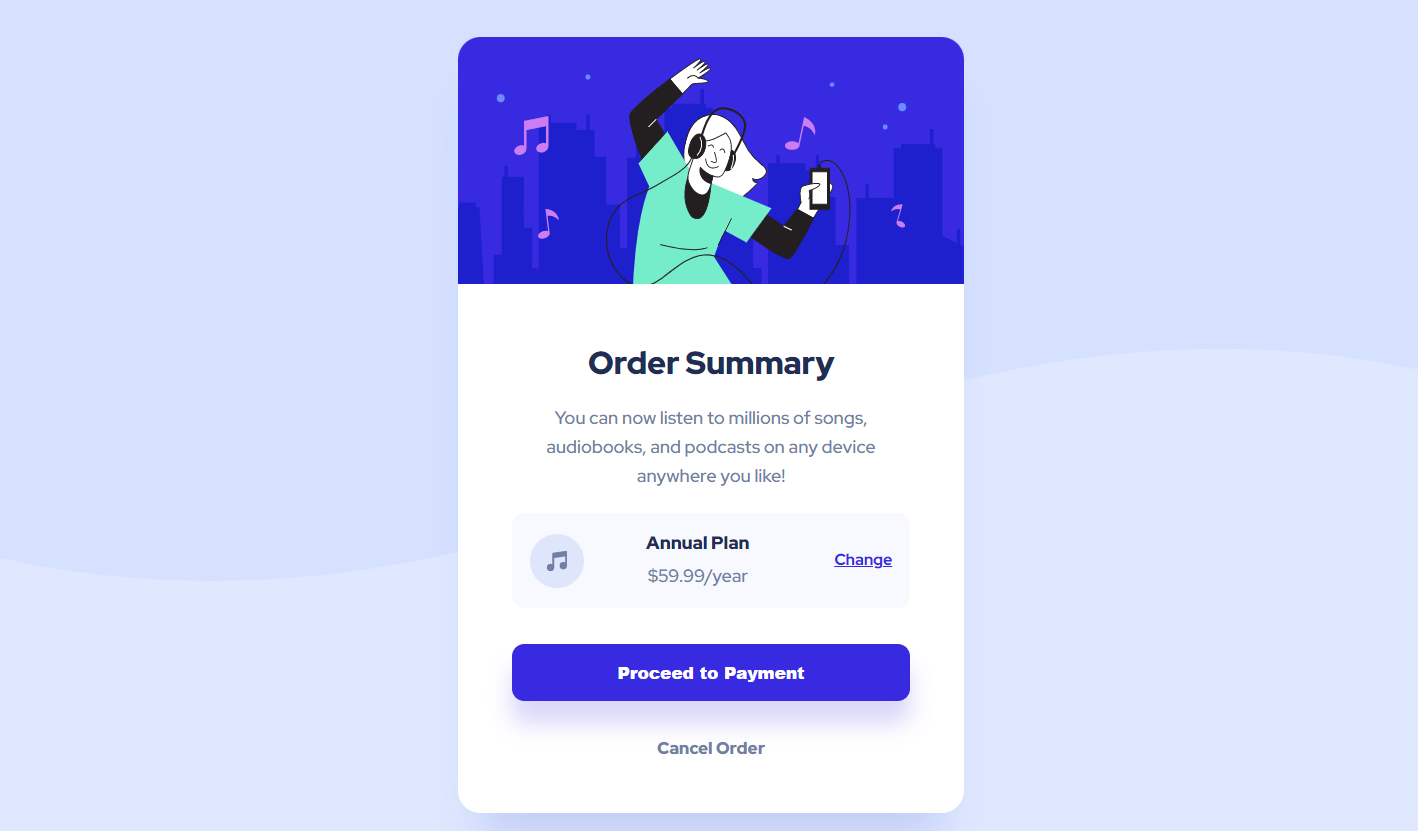 Order Summary
You can now listen to millions of songs,
audiobooks, and podcasts on any device
anywhere you like!
Annual Plan
$59.99/year
Change
Proceed to Payment
Cancel Order